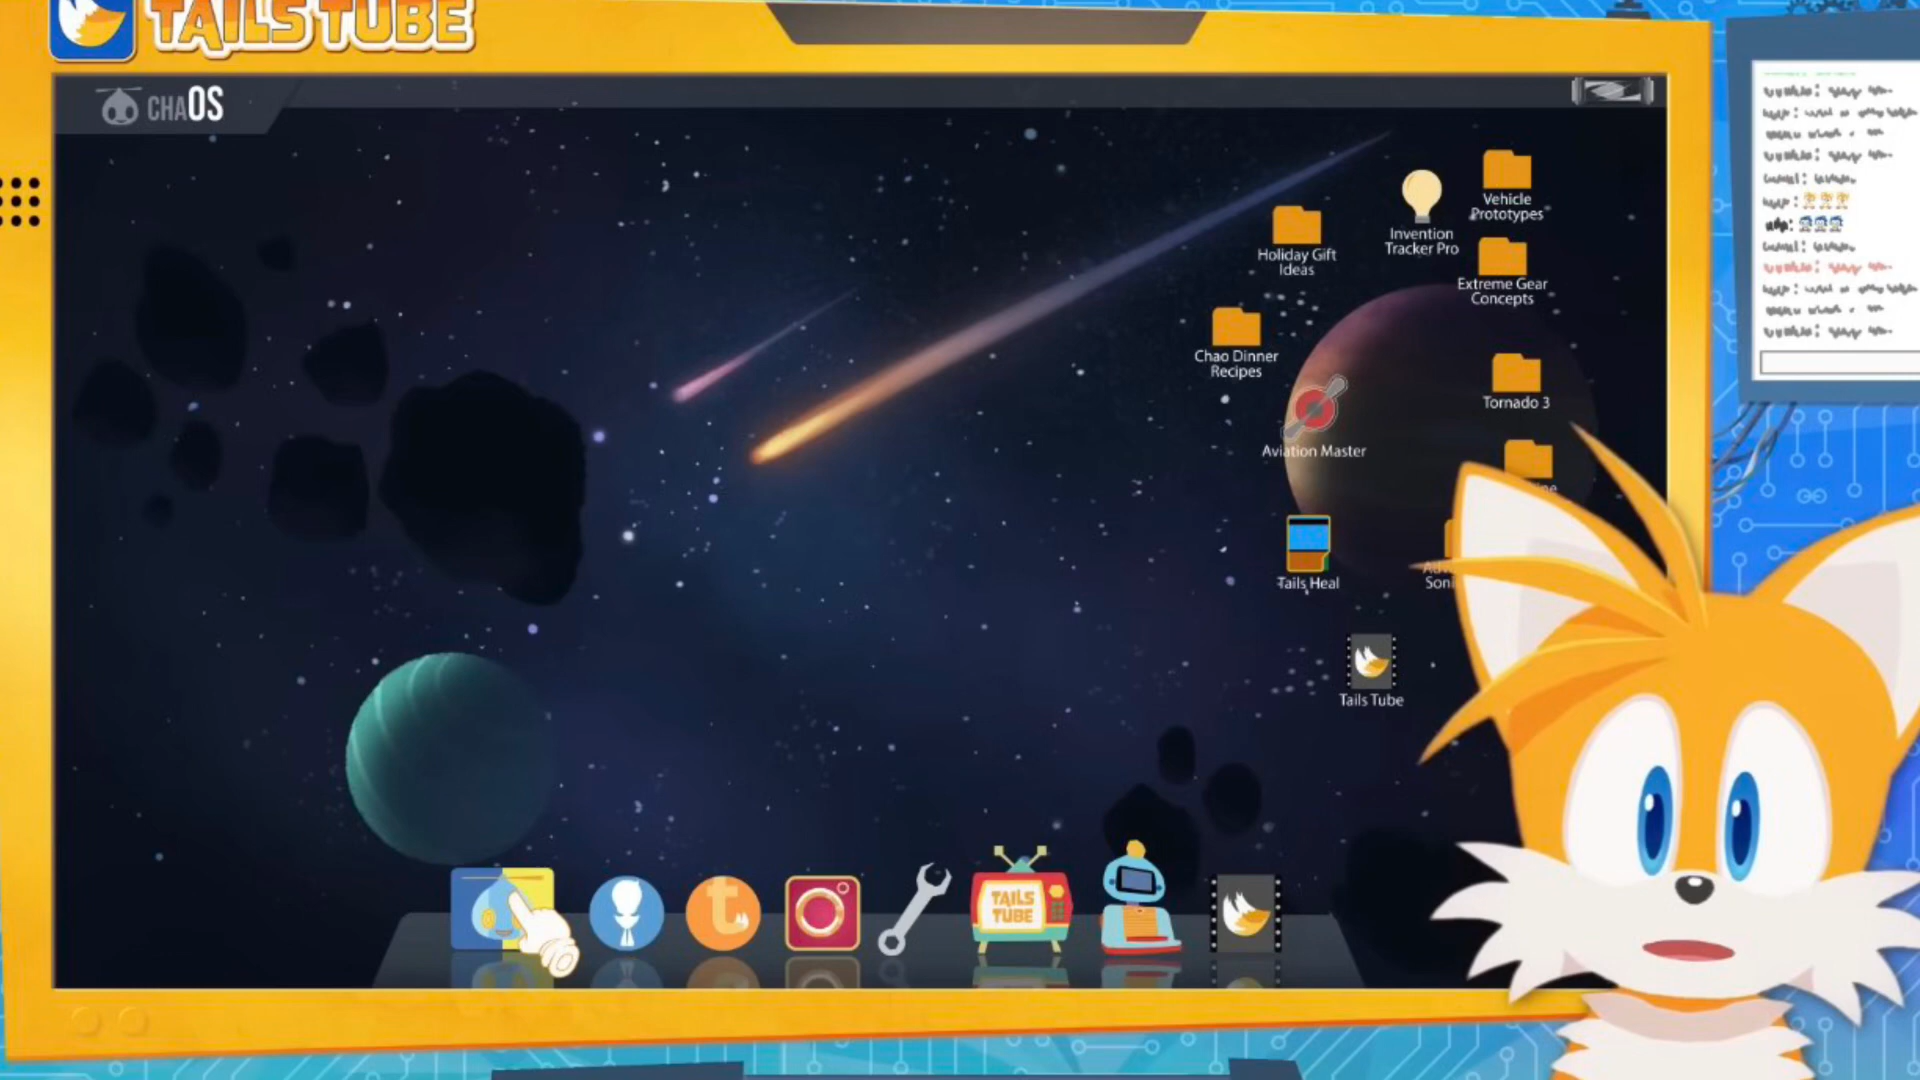 TAILS TUBE
CHAOS
Vehicle
Prototypes
Invention
Tracker Pro
Holiday Gift
Ideas
Extreme Gear
Concepts
Chao Dinner
Recipes
Tornado 3
Aviation Master
Tails Heal
Tails Tube
t
TAILS
TUBE